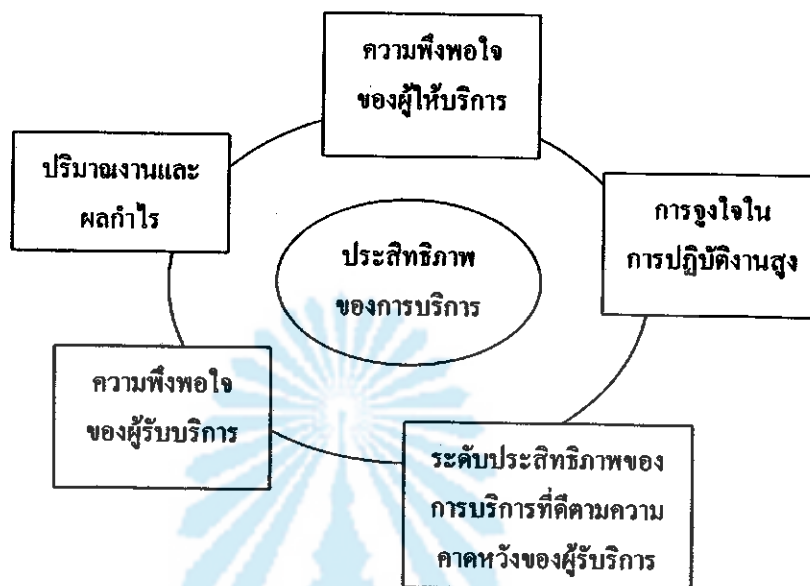 ความพึงพอใจ
ของผู้ให้บริการ
ปริมาณงานและ
ผลกำไร
การจูงใจใน
การปฏิบัติงานสูง
ประสิทธิภาพ
ของการบริการ
ความพึงพอใจ
ของผู้รับบริการ
ระดับประสิทธิภาพของ
การบริการที่ดีตามความ
คาดหวังของผู้รับบริการ